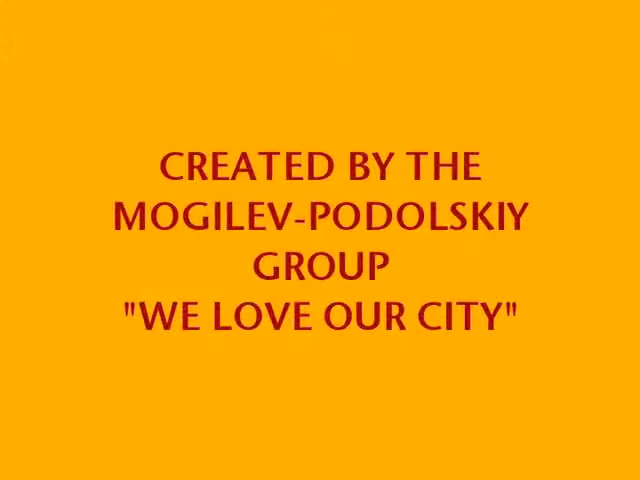 CREATED BY THE
MOGILEV-PODOLSKIY
GROUP
"WE LOVE OUR CITY"